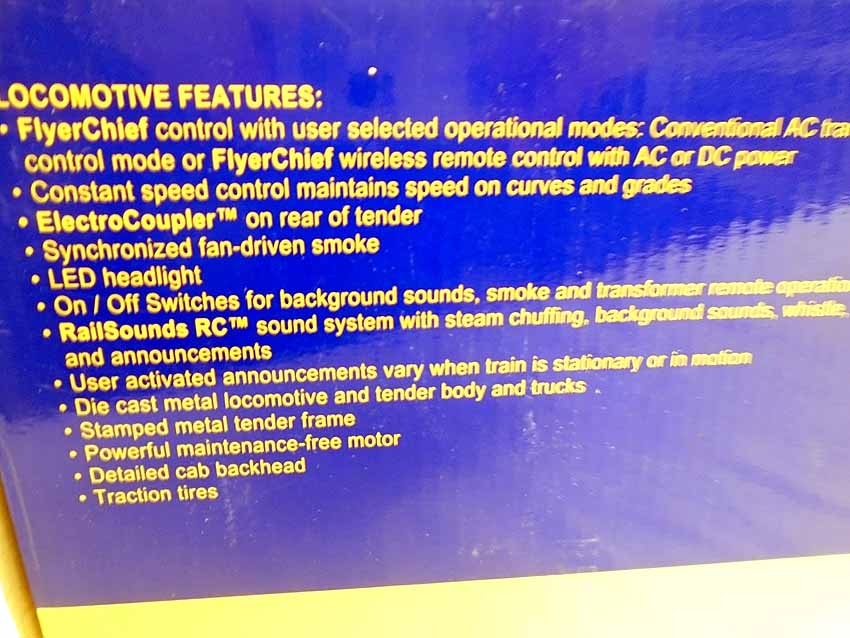 LOCOMOTIVE FEATURES:
• FlyerChief control with user selected operational modes: Conventional AC
control mode or FlyerChief wireless remote control with AC or DC power
• Constant speed control maintains speed on curves and grades
• ElectroCoupler™ on rear of tender
• Synchronized fan-driven smoke
• LED headlight
• On / Off Switches for background sounds, smoke and transformer remote operation
• RailSounds RC™ sound system with steam chuffing, background sounds, whistle,
and announcements
• User activated announcements vary when train is stationary or in motion
• Die cast metal locomotive and tender body and trucks
• Stamped metal tender frame
• Powerful maintenance-free motor
• Detailed cab backhead
• Traction tires